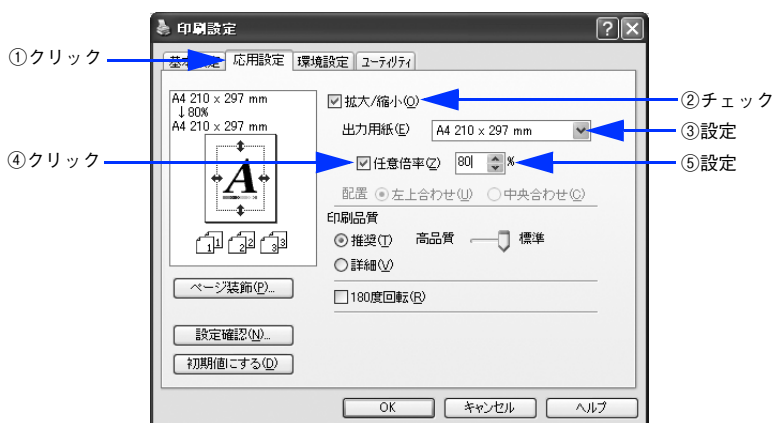 印刷設定
①クリック
基本設定 応用設定 環境設定 ユーティリティ
A4 210 × 297 mm
↓80%
A4 210 × 297 mm
A
1 1 2 2 3 3
拡大/縮小(O)
②チェック
出力用紙(E) A4 210 × 297 mm
③設定
④クリック
任意倍率(Z) 80 %
⑤設定
配置 左上合わせ(U) 中央合わせ(C)
印刷品質
推奨(T) 高品質 標準
詳細(V)
ページ装飾(P)...
180度回転(R)
設定確認(N)...
初期値にする(D)
OK キャンセル ヘルプ